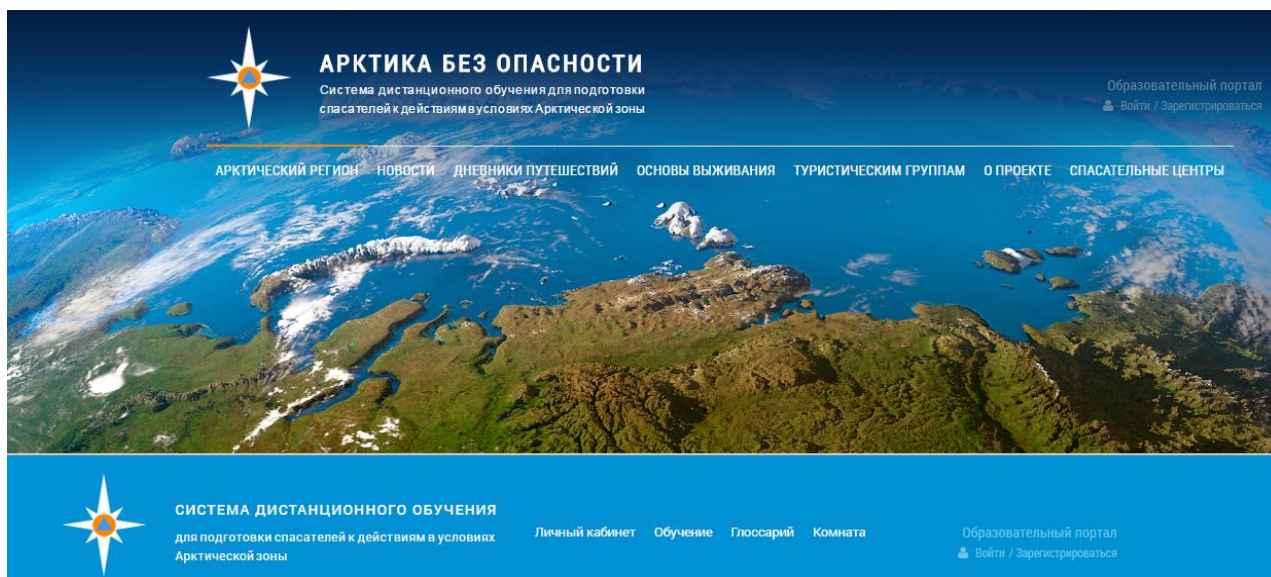 АРКТИКА БЕЗ ОПАСНОСТИ
Система дистанционного обучения для подготовки
спасателей к действиям в условиях Арктической зоны
Образовательный портал
Войти / Зарегистрироваться
АРКТИЧЕСКИЙ РЕГИОН НОВОСТИ ДНЕВНИКИ ПУТЕШЕСТВИЙ ОСНОВЫ ВЫЖИВАНИЯ ТУРИСТИЧЕСКИМ ГРУППАМ О ПРОЕКТЕ СПАСАТЕЛЬНЫЕ ЦЕНТРЫ
СИСТЕМА ДИСТАНЦИОННОГО ОБУЧЕНИЯ
для подготовки спасателей к действиям в условиях
Арктической зоны
Личный кабинет Обучение Глоссарий Комната
Образовательный портал
Войти / Зарегистрироваться